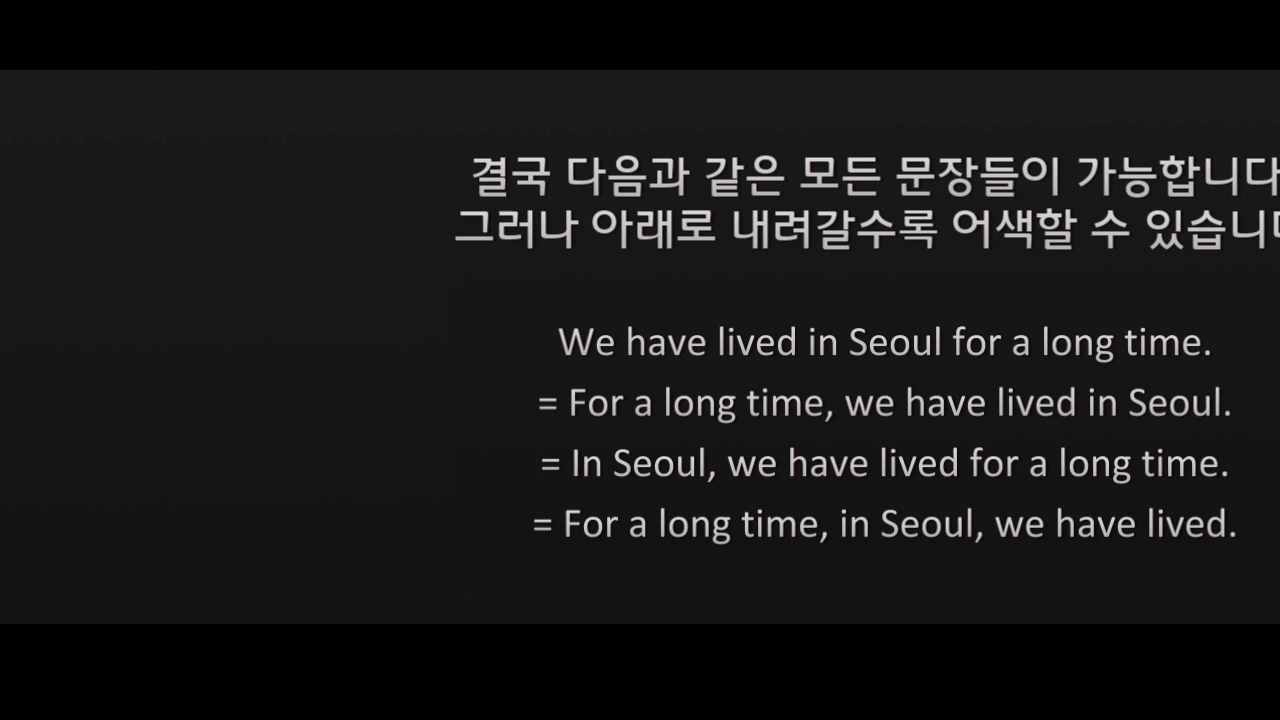 결국 다음과 같은 모든 문장들이 가능합니다
그러나 아래로 내려갈수록 어색할 수 있습니
We have lived in Seoul for a long time.
= For a long time, we have lived in Seoul.
= In Seoul, we have lived for a long time.
= For a long time, in Seoul, we have lived.